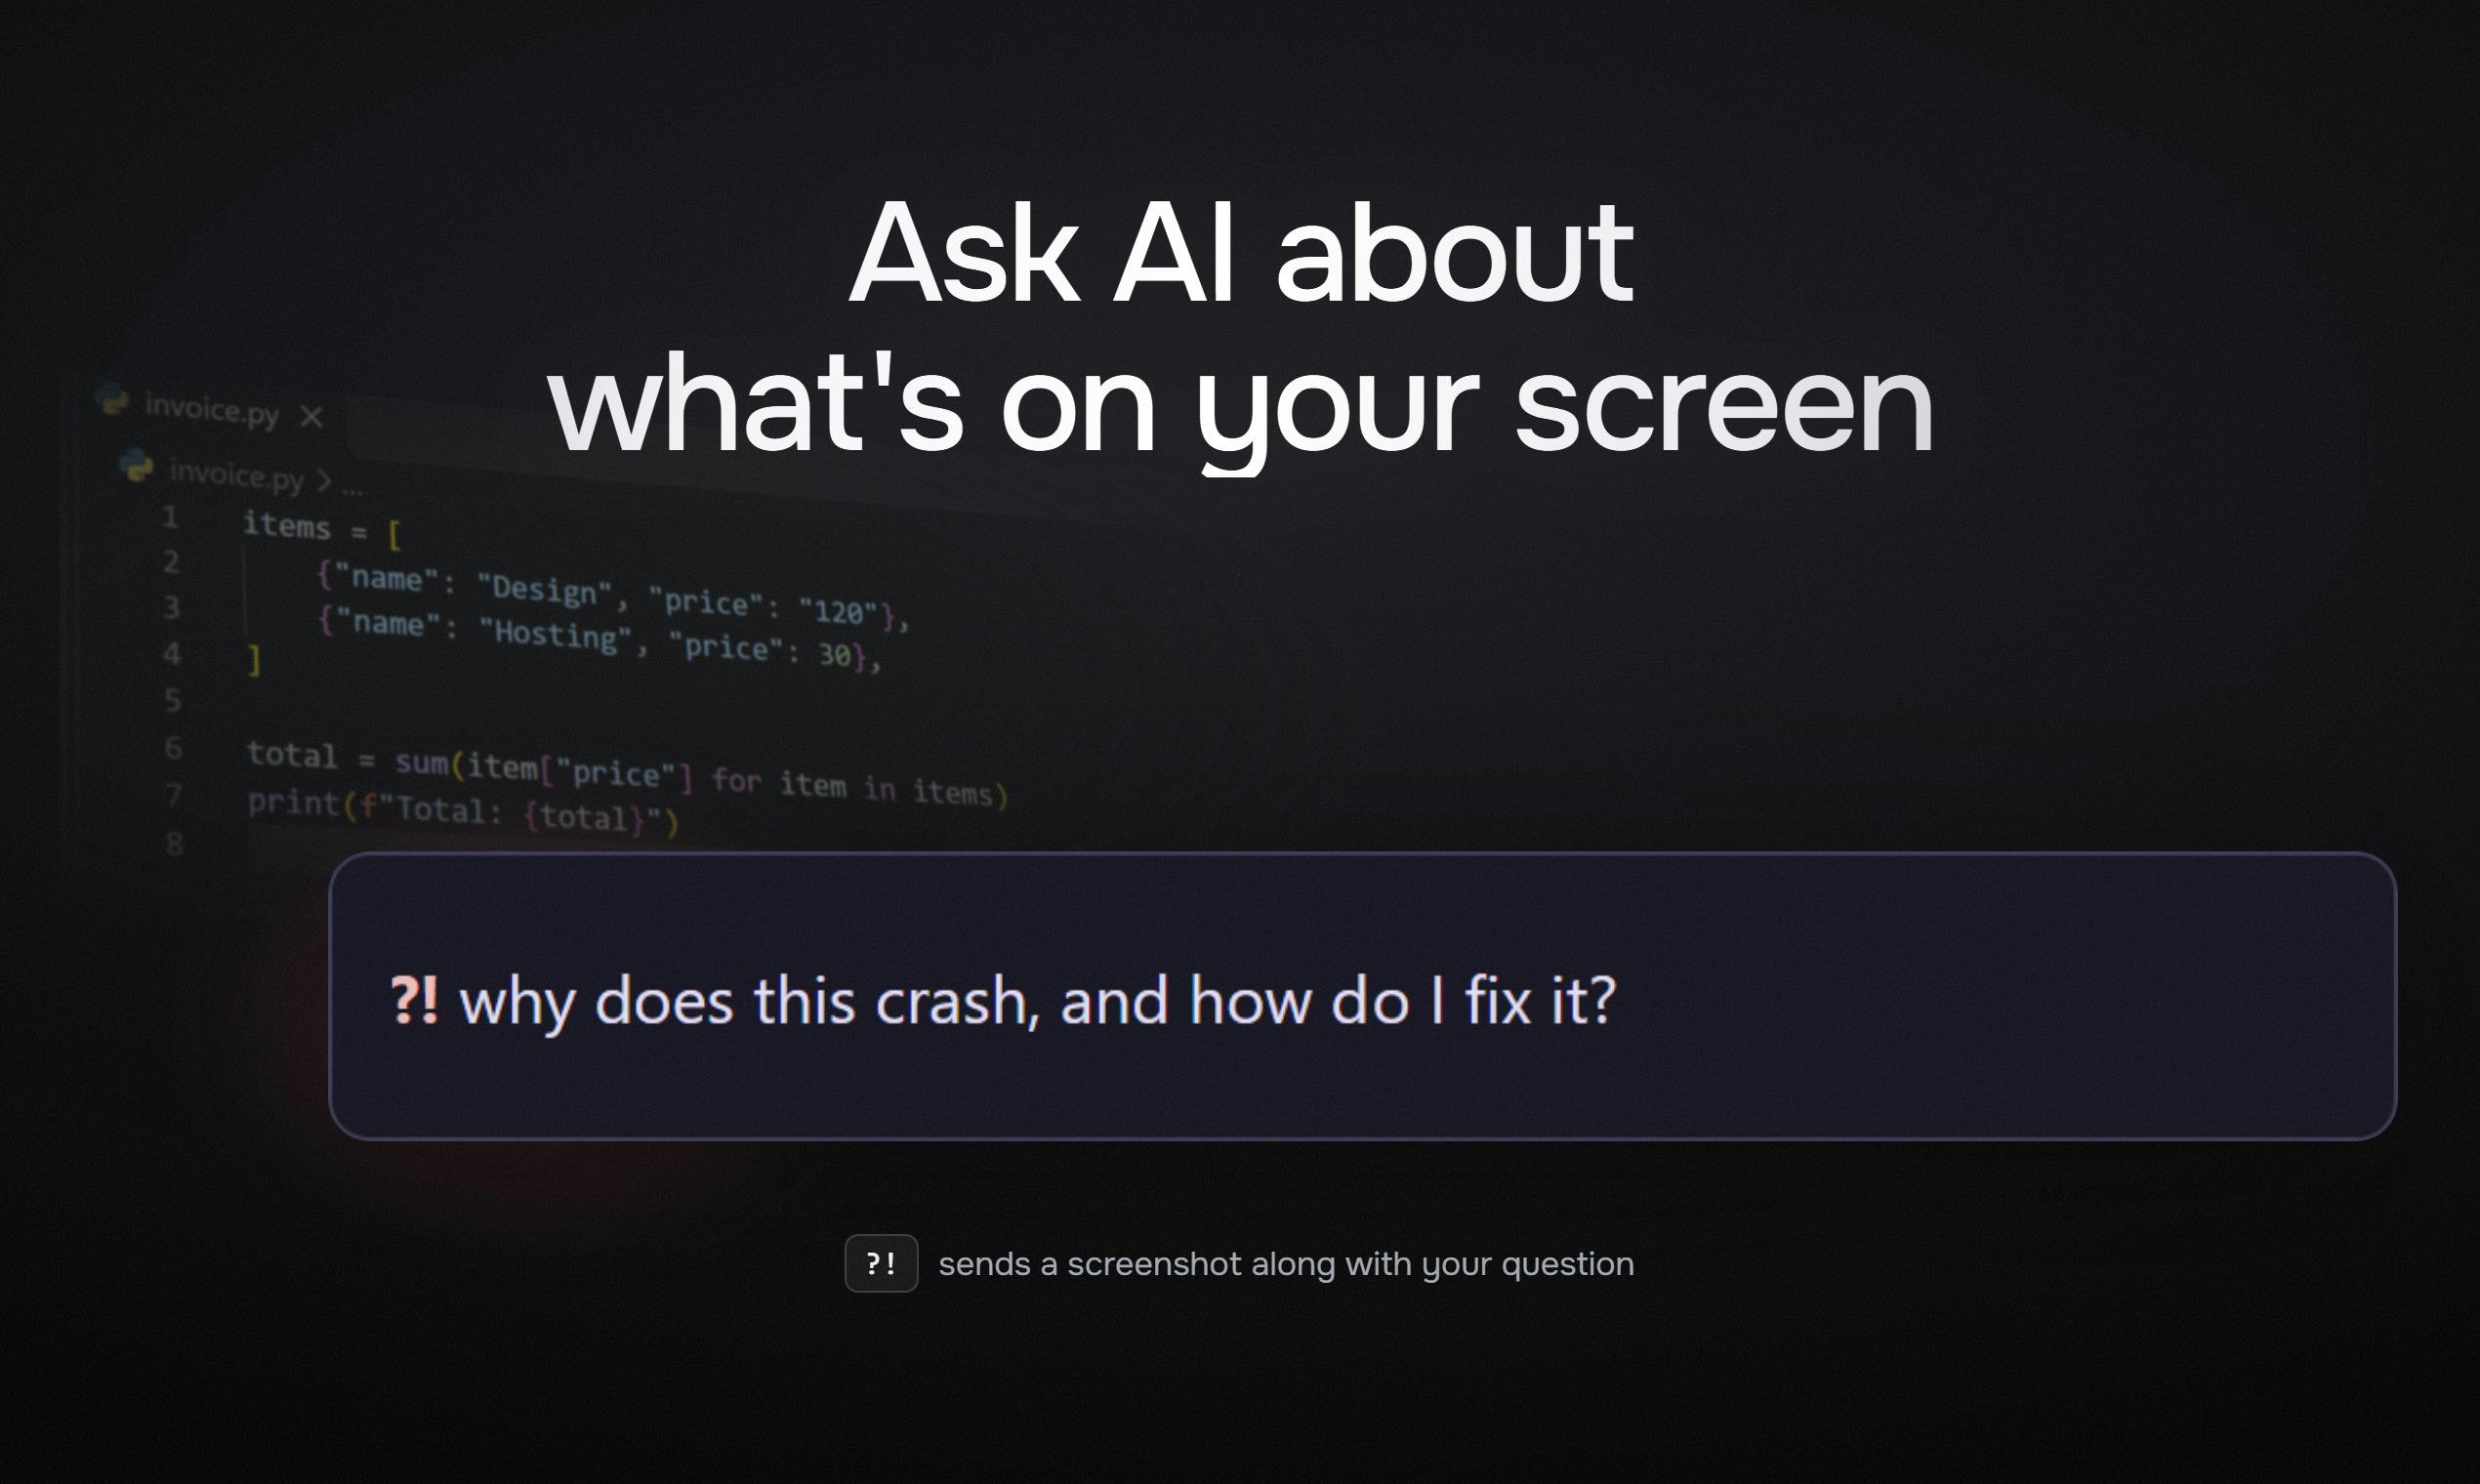 Ask AI about
what's on your screen
invoice.py
invoice.py > ...
1 items = [
2 {"name": "Design", "price": "120"},
3 {"name": "Hosting", "price": 30},
4 ]
5
6 total = sum(item["price"] for item in items)
7 print(f"Total: {total}")
8
?! why does this crash, and how do I fix it?
?! sends a screenshot along with your question